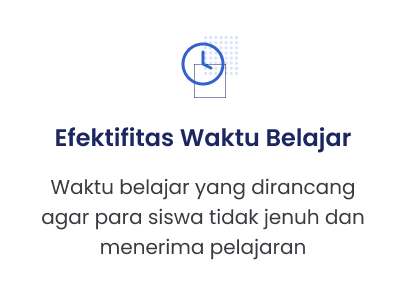 Efektifitas Waktu Belajar
Waktu belajar yang dirancang
agar para siswa tidak jenuh dan
menerima pelajaran